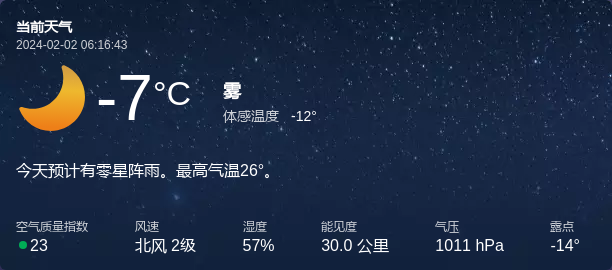 当前天气
2024-02-02 06:16:43
-7°C
雾
体感温度 -12°
今天预计有零星阵雨。最高气温26°。
空气质量指数 风速 湿度 能见度 气压 露点
23 北风 2级 57% 30.0 公里 1011 hPa -14°